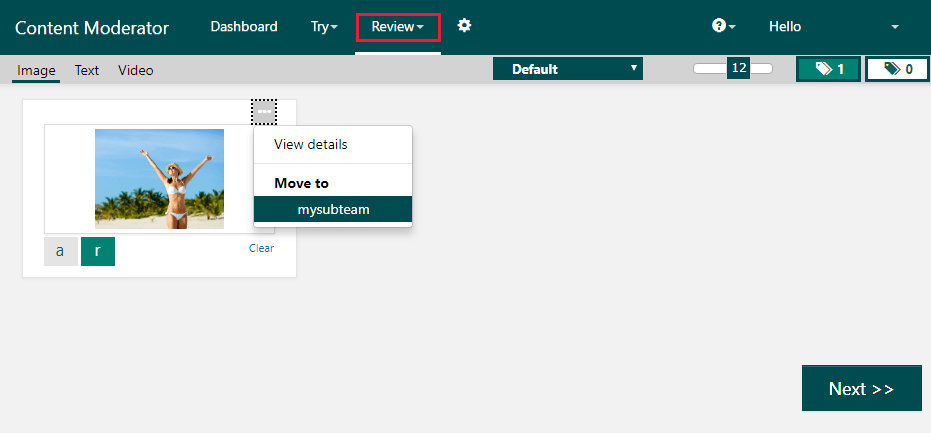 Content Moderator Dashboard Try Review Hello
Image Text Video Default 12 1 0
View details
Move to
mysubteam
a r Clear
Next >>